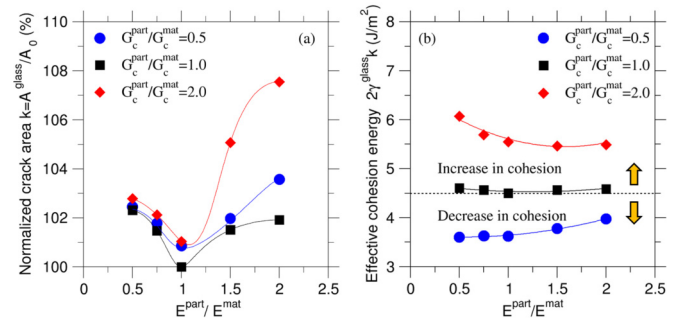 (a)
G_c^part/G_c^mat=0.5
G_c^part/G_c^mat=1.0
G_c^part/G_c^mat=2.0
Normalized crack area k=A^glass/A_0 (%)
110
108
106
104
102
100
0
0.5
1
1.5
2
2.5
E^part/ E^mat
(b)
G_c^part/G_c^mat=0.5
G_c^part/G_c^mat=1.0
G_c^part/G_c^mat=2.0
Effective cohesion energy 2γ^glass k (J/m²)
8
7
6
5
4
3
Increase in cohesion
Decrease in cohesion
0
0.5
1
1.5
2
2.5
E^part/ E^mat